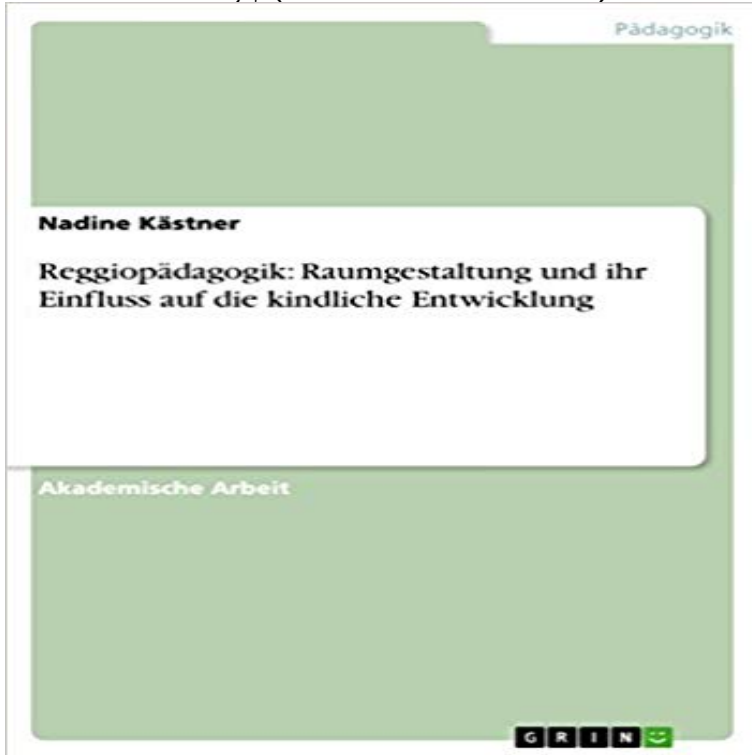 Pädagogik
Nadine Kästner
Reggiopädagogik: Raumgestaltung und ihr
Einfluss auf die kindliche Entwicklung
Akademische Arbeit
GRIN